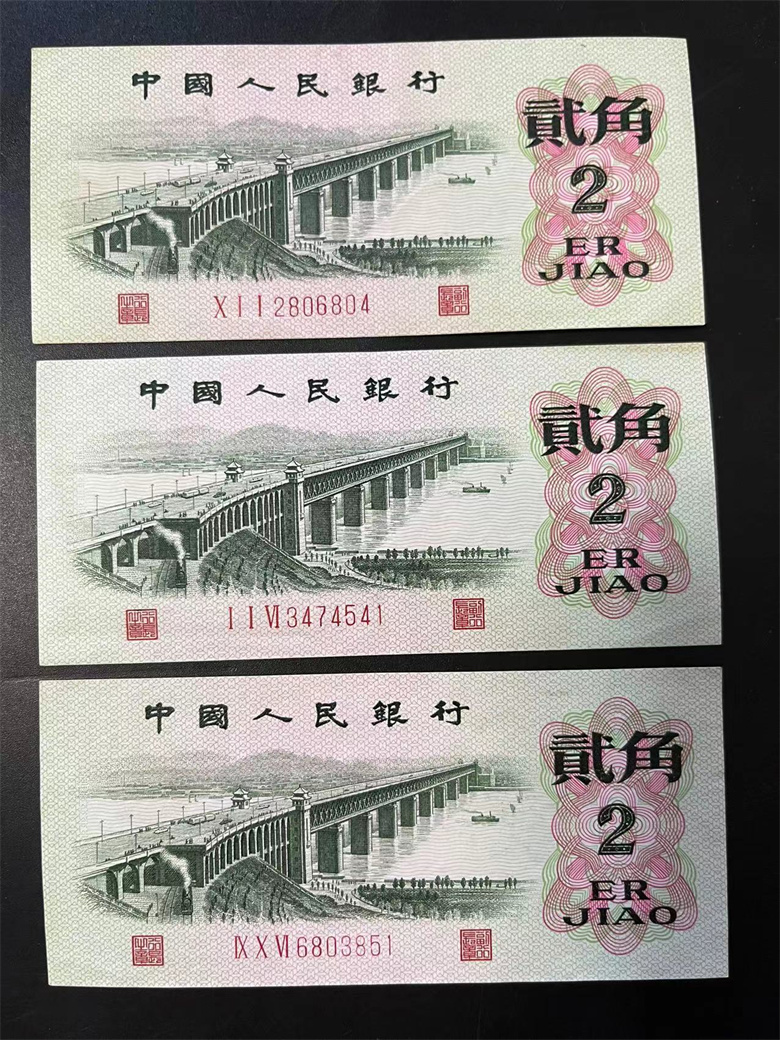 中國人民銀行
貳角
2
ER
JIAO
X I I 2806804
中國人民銀行
貳角
2
ER
JIAO
I I VI 3474541
中國人民銀行
貳角
2
ER
JIAO
IX X VI 6803851